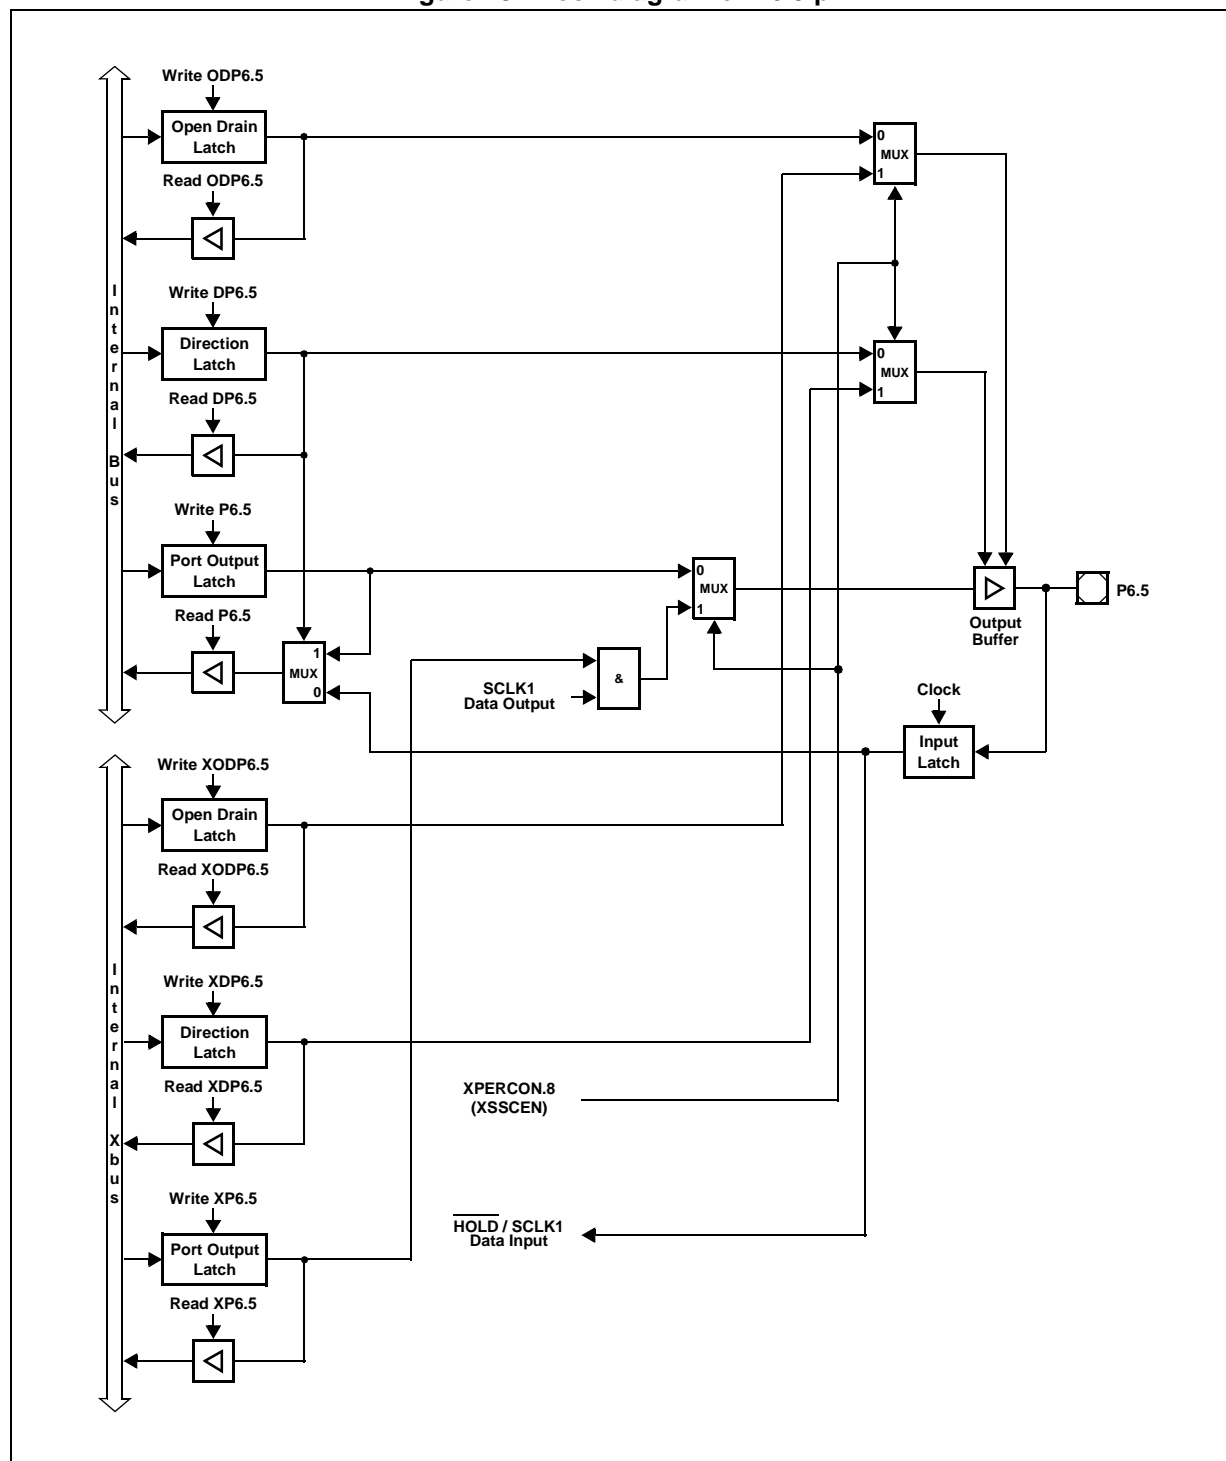 Write ODP6.5
Open Drain
Latch
Read ODP6.5
0
MUX
1
Internal Bus
Write DP6.5
Direction
Latch
Read DP6.5
0
MUX
1
Write P6.5
Port Output
Latch
Read P6.5
1
MUX
0
0
MUX
1
&
SCLK1
Data Output
Output
Buffer
P6.5
Clock
Input
Latch
Write XODP6.5
Open Drain
Latch
Read XODP6.5
Internal Xbus
Write XDP6.5
Direction
Latch
Read XDP6.5
XPERCON.8
(XSSCEN)
Write XP6.5
Port Output
Latch
Read XP6.5
HOLD / SCLK1
Data Input